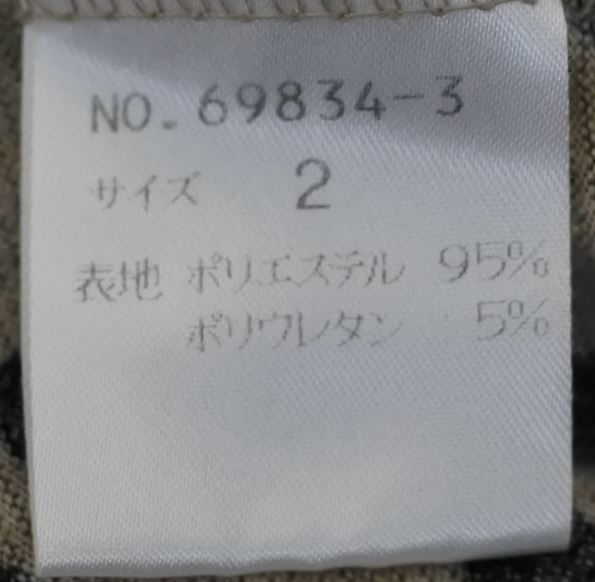 NO. 69834-3
サイズ 2
表地 ポリエステル 95%
ポリウレタン 5%